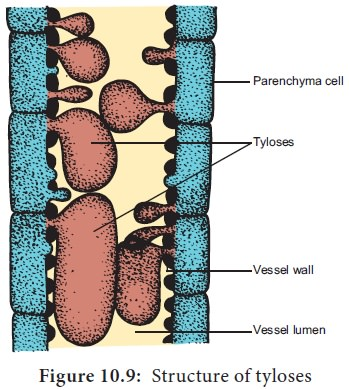 Parenchyma cell
Tyloses
Vessel wall
Vessel lumen
Figure 10.9: Structure of tyloses